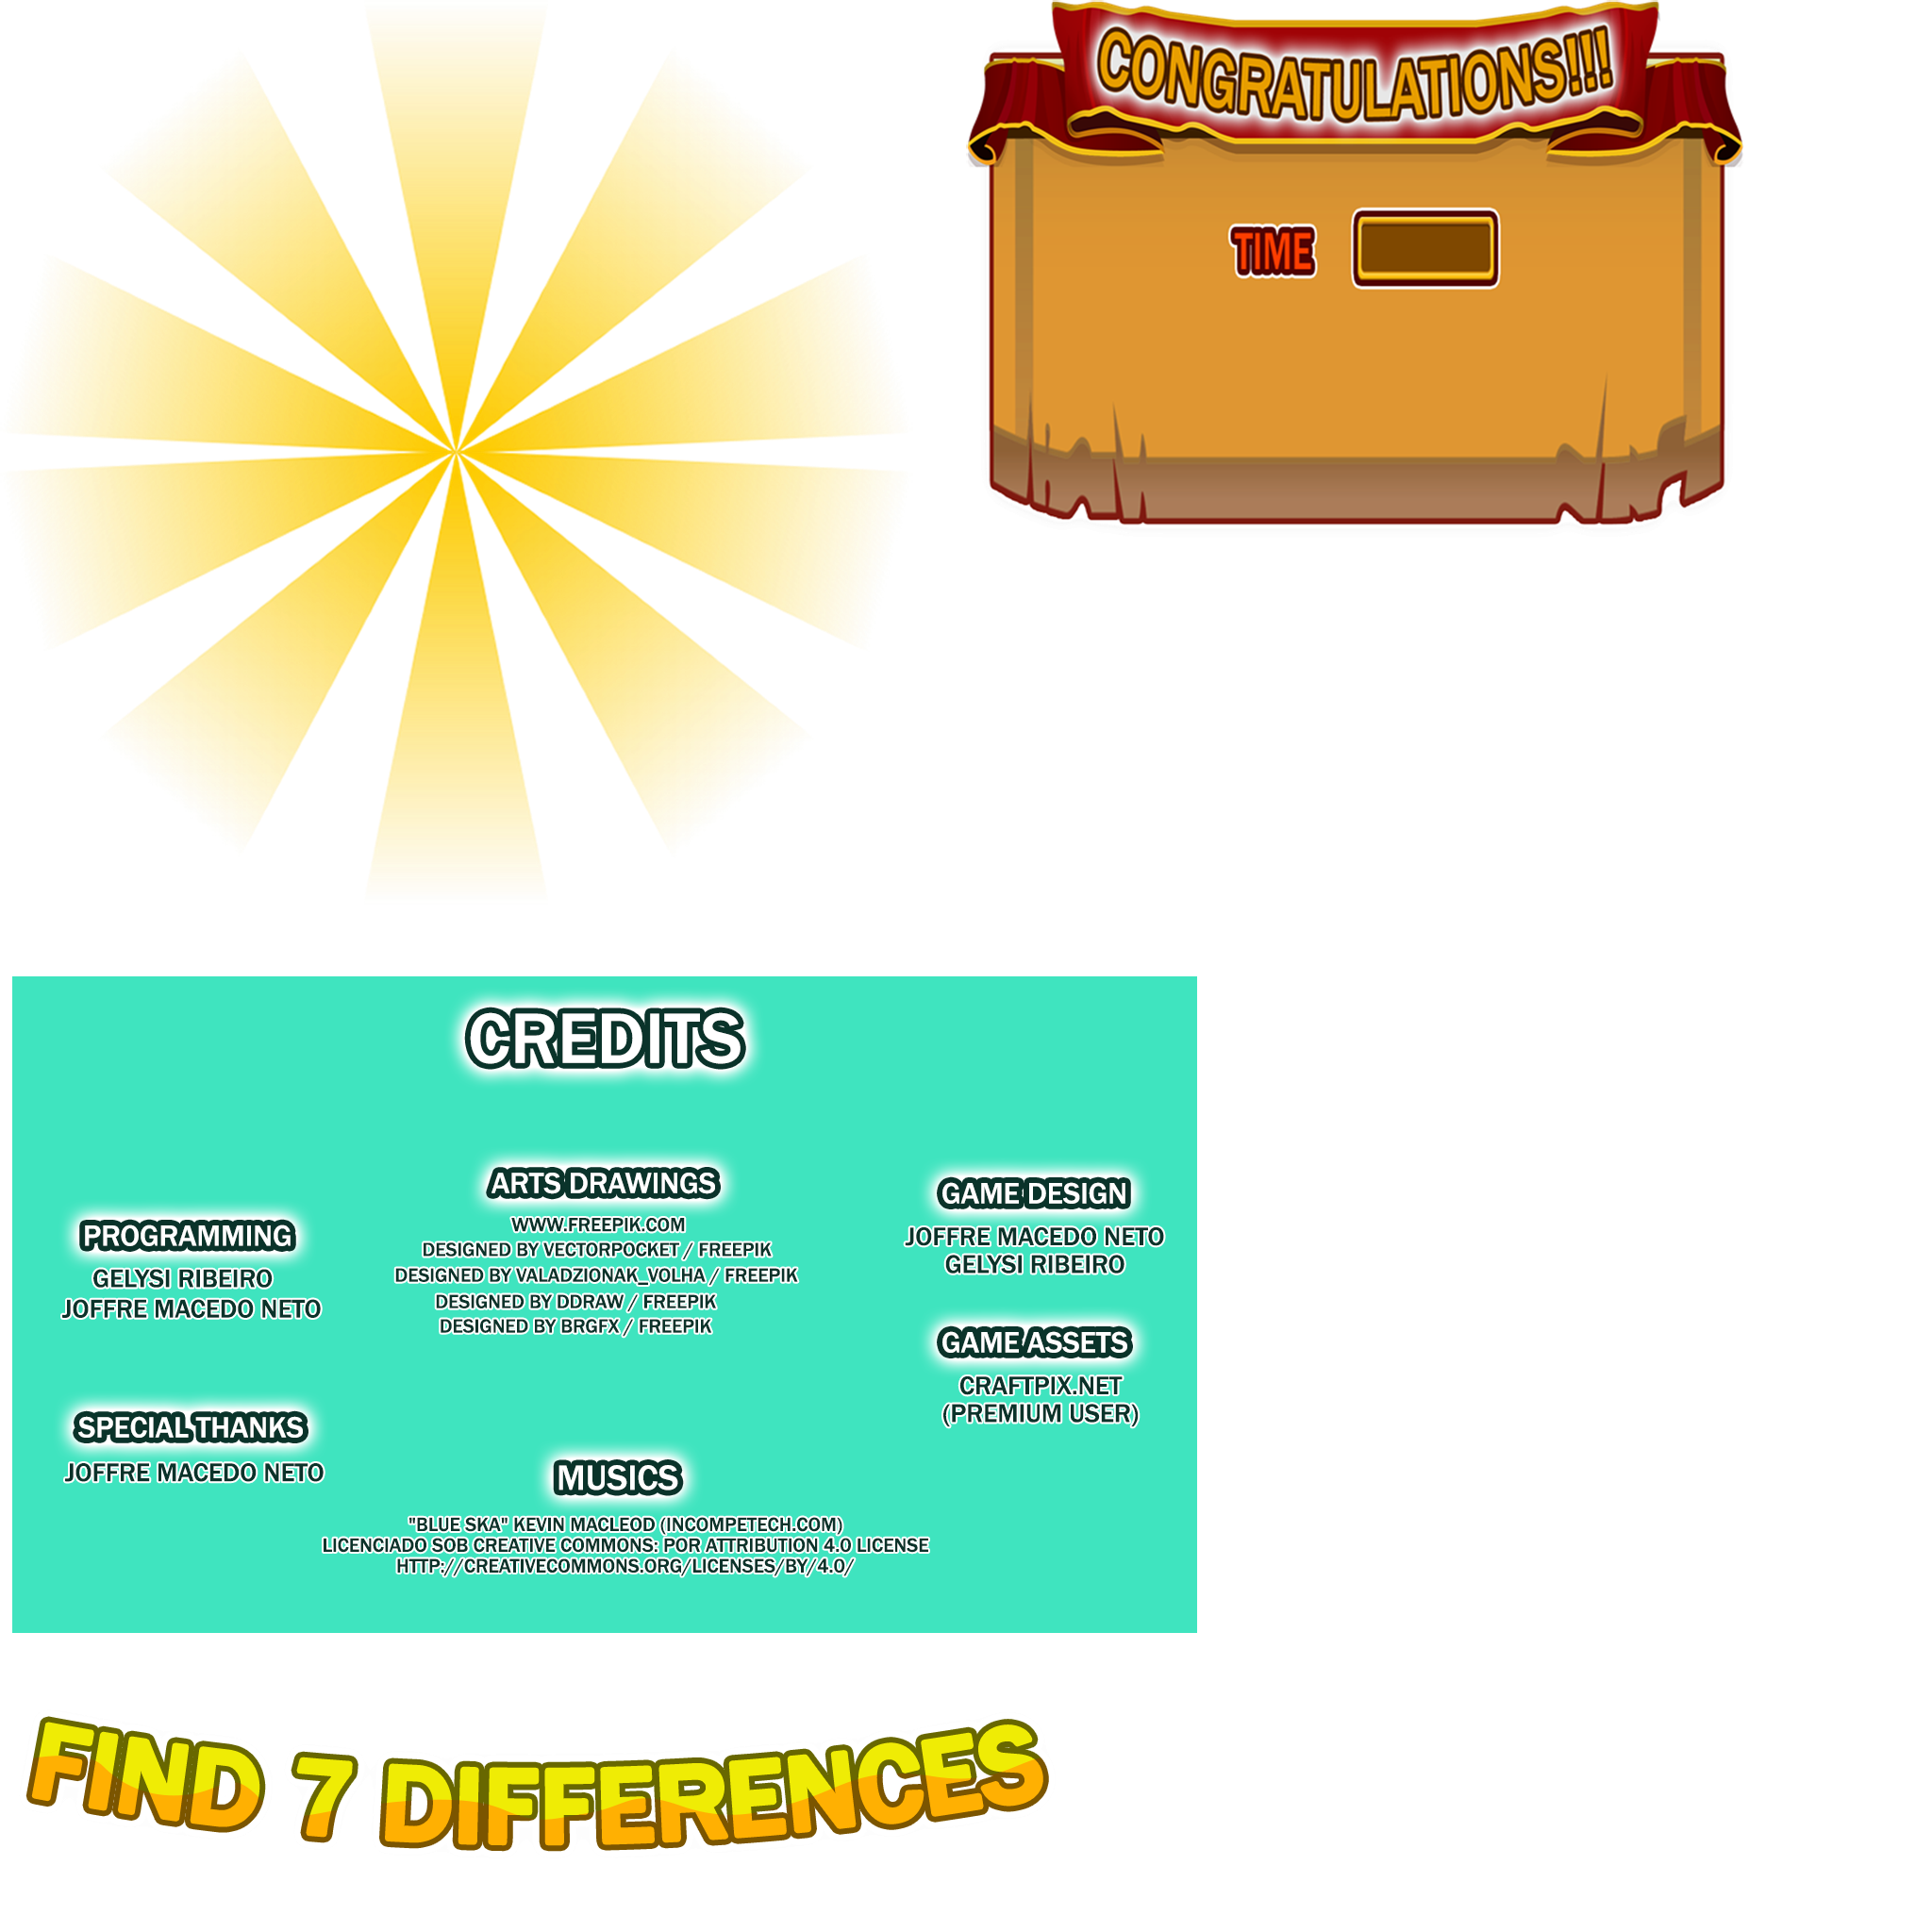 CONGRATULATIONS!!!
TIME
CREDITS
PROGRAMMING
GELYSI RIBEIRO
JOFFRE MACEDO NETO
SPECIAL THANKS
JOFFRE MACEDO NETO
ARTS DRAWINGS
WWW.FREEPIK.COM
DESIGNED BY VECTORPOCKET / FREEPIK
DESIGNED BY VALADZIONAK_VOLHA / FREEPIK
DESIGNED BY DDRAW / FREEPIK
DESIGNED BY BRGFX / FREEPIK
MUSICS
"BLUE SKA" KEVIN MACLEOD (INCOMPETECH.COM)
LICENCIADO SOB CREATIVE COMMONS: POR ATTRIBUTION 4.0 LICENSE
HTTP://CREATIVECOMMONS.ORG/LICENSES/BY/4.0/
GAME DESIGN
JOFFRE MACEDO NETO
GELYSI RIBEIRO
GAME ASSETS
CRAFTPIX.NET
(PREMIUM USER)
FIND 7 DIFFERENCES